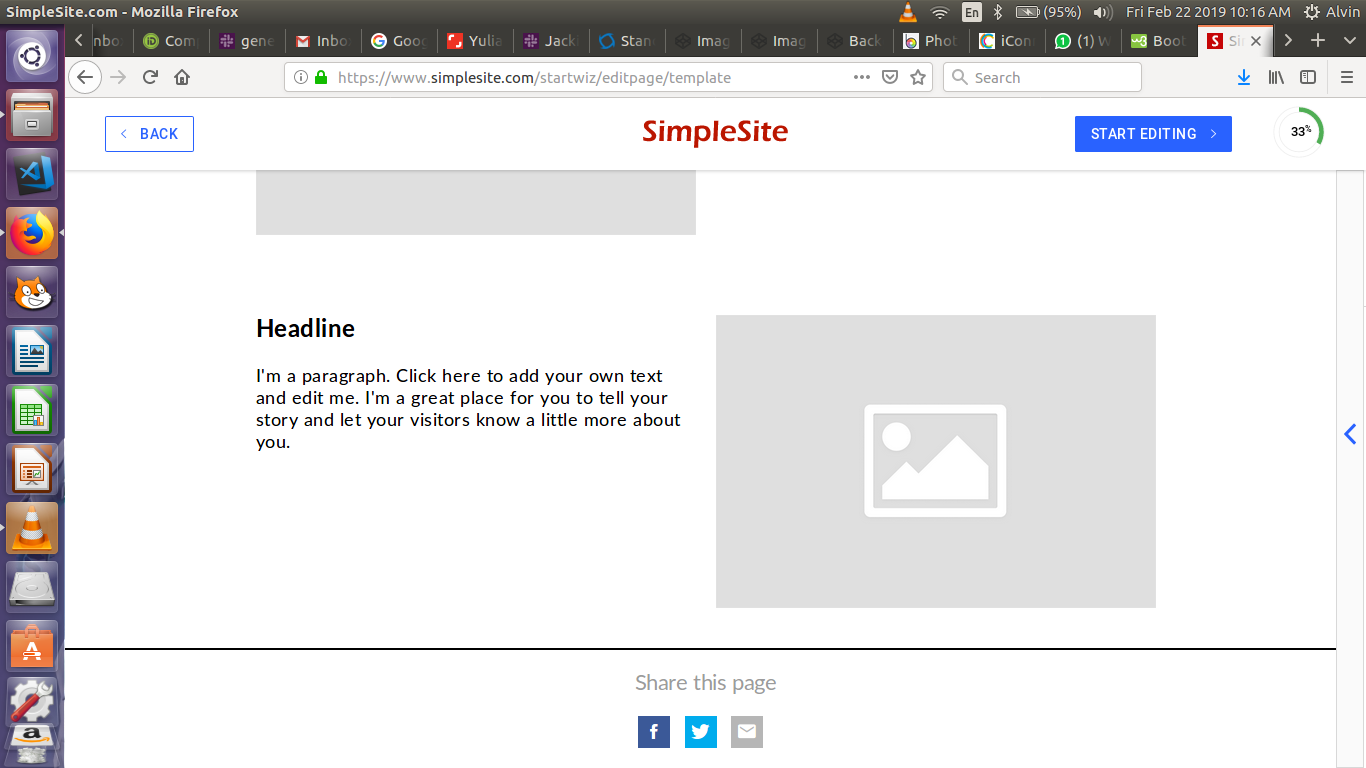 SimpleSite.com - Mozilla Firefox
En
(95%)
Fri Feb 22 2019 10:16 AM
Alvin
Inbo
gene
Inbo
Goog
Yulia
Jack
Stan
Imag
Imag
Back
Phot
iCon
(1) W
Boot
https://www.simplesite.com/startwiz/editpage/template
Search
BACK
SimpleSite
START EDITING
33%
Headline
I'm a paragraph. Click here to add your own text
and edit me. I'm a great place for you to tell your
story and let your visitors know a little more about
you.
Share this page